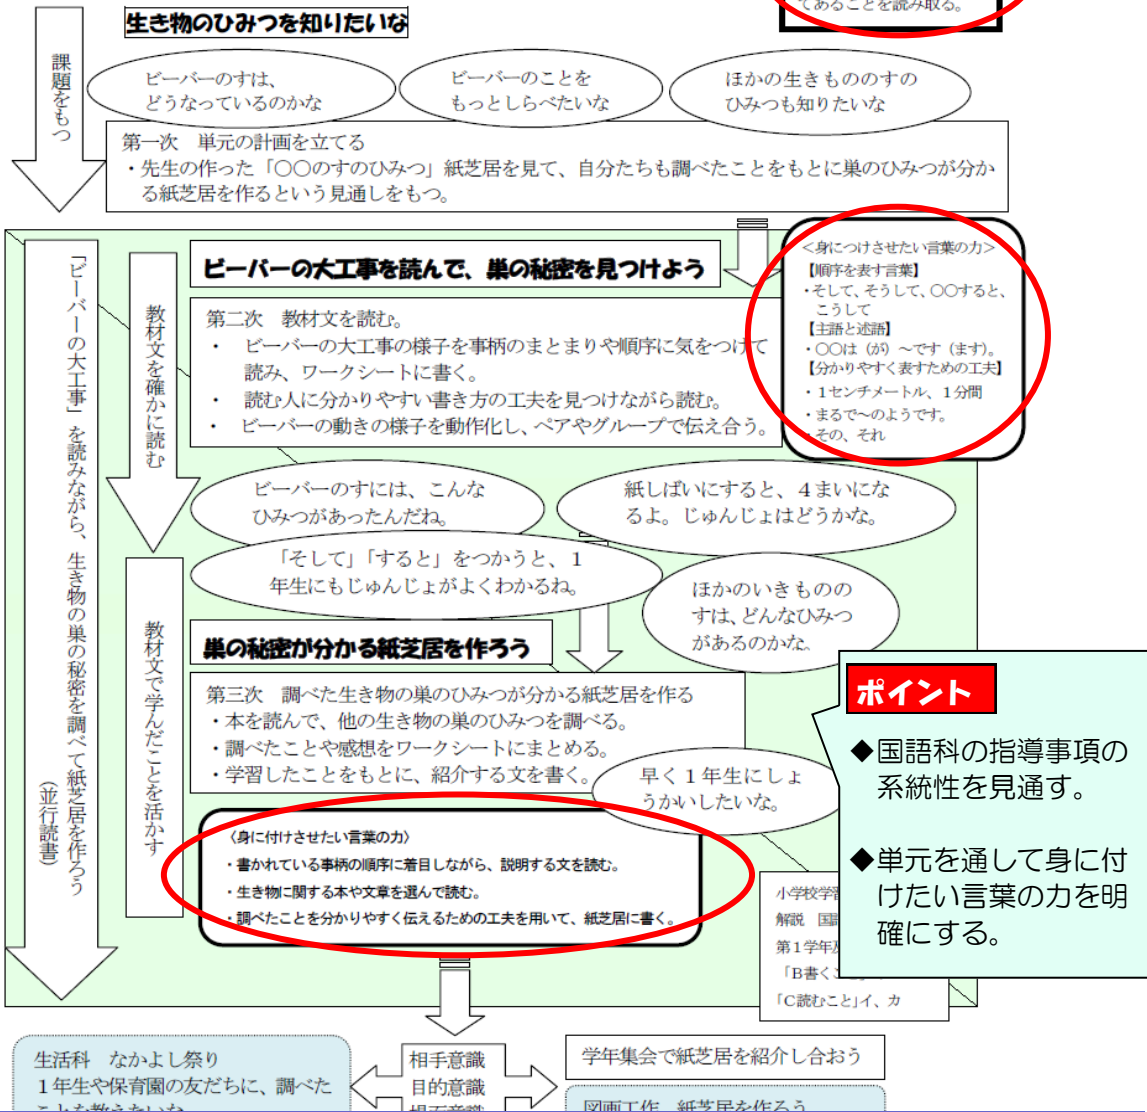 てあることを読み取る。
生き物のひみつを知りたいな
課題をもつ
ビーバーのすは、
どうなっているのかな
ビーバーのことを
もっとしらべたいな
ほかの生きもののすの
ひみつも知りたいな
第一次　単元の計画を立てる
・先生の作った「〇〇のすのひみつ」紙芝居を見て、自分たちも調べたことをもとに巣のひみつが分か
る紙芝居を作るという見通しをもつ。
「ビーバーの大工事」を読みながら、生き物の巣の秘密を調べて紙芝居を作ろう
（並行読書）
教材文を確かに読む
ビーバーの大工事を読んで、巣の秘密を見つけよう
第二次　教材文を読む。
・　ビーバーの大工事の様子を事柄のまとまりや順序に気をつけて
読み、ワークシートに書く。
・　読む人に分かりやすい書き方の工夫を見つけながら読む。
・　ビーバーの動きの様子を動作化し、ペアやグループで伝え合う。
＜身につけさせたい言葉の力＞
【順序を表す言葉】
・そして、そうして、〇〇すると、
こうして
【主語と述語】
・〇〇は（が）～です（ます）。
【分かりやすく表すための工夫】
・１センチメートル、１分間
・まるで～のようです。
・その、それ
ビーバーのすには、こんな
ひみつがあったんだね。
紙しばいにすると、４まいにな
るよ。じゅんじょはどうかな。
「そして」「すると」をつかうと、１
年生にもじゅんじょがよくわかるね。
ほかのいきものの
すは、どんなひみつ
があるのかな。
教材文で学んだことを活かす
巣の秘密が分かる紙芝居を作ろう
第三次　調べた生き物の巣のひみつが分かる紙芝居を作る
・本を読んで、他の生き物の巣のひみつを調べる。
・調べたことや感想をワークシートにまとめる。
・学習したことをもとに、紹介する文を書く。
早く１年生にしょ
うかいしたいな。
〈身に付けさせたい言葉の力〉
・書かれている事柄の順序に着目しながら、説明する文を読む。
・生き物に関する本や文章を選んで読む。
・調べたことを分かりやすく伝えるための工夫を用いて、紙芝居に書く。
ポイント
◆国語科の指導事項の
系統性を見通す。
◆単元を通して身に付
けたい言葉の力を明
確にする。
小学校学
解説　国
第１学年
「B書く
「C読むこと」イ、カ
生活科　なかよし祭り
１年生や保育園の友だちに、調べた
ことを教えたいな
相手意識
目的意識
場面意識
学年集会で紙芝居を紹介し合おう
図画工作　紙芝居を作ろう